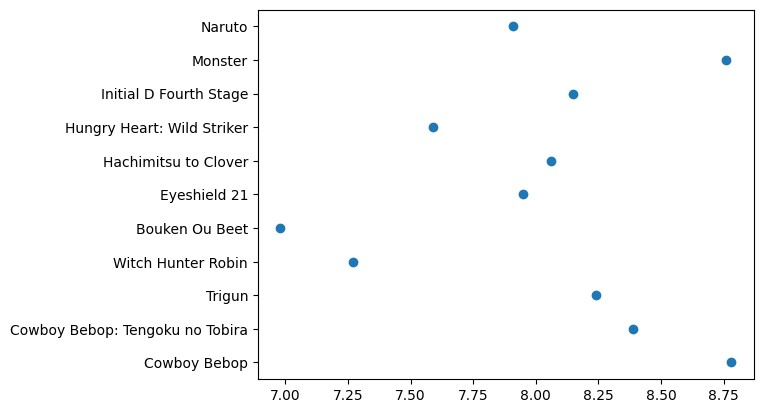 Naruto
Monster
Initial D Fourth Stage
Hungry Heart: Wild Striker
Hachimitsu to Clover
Eyeshield 21
Bouken Ou Beet
Witch Hunter Robin
Trigun
Cowboy Bebop: Tengoku no Tobira
Cowboy Bebop
7.00 7.25 7.50 7.75 8.00 8.25 8.50 8.75